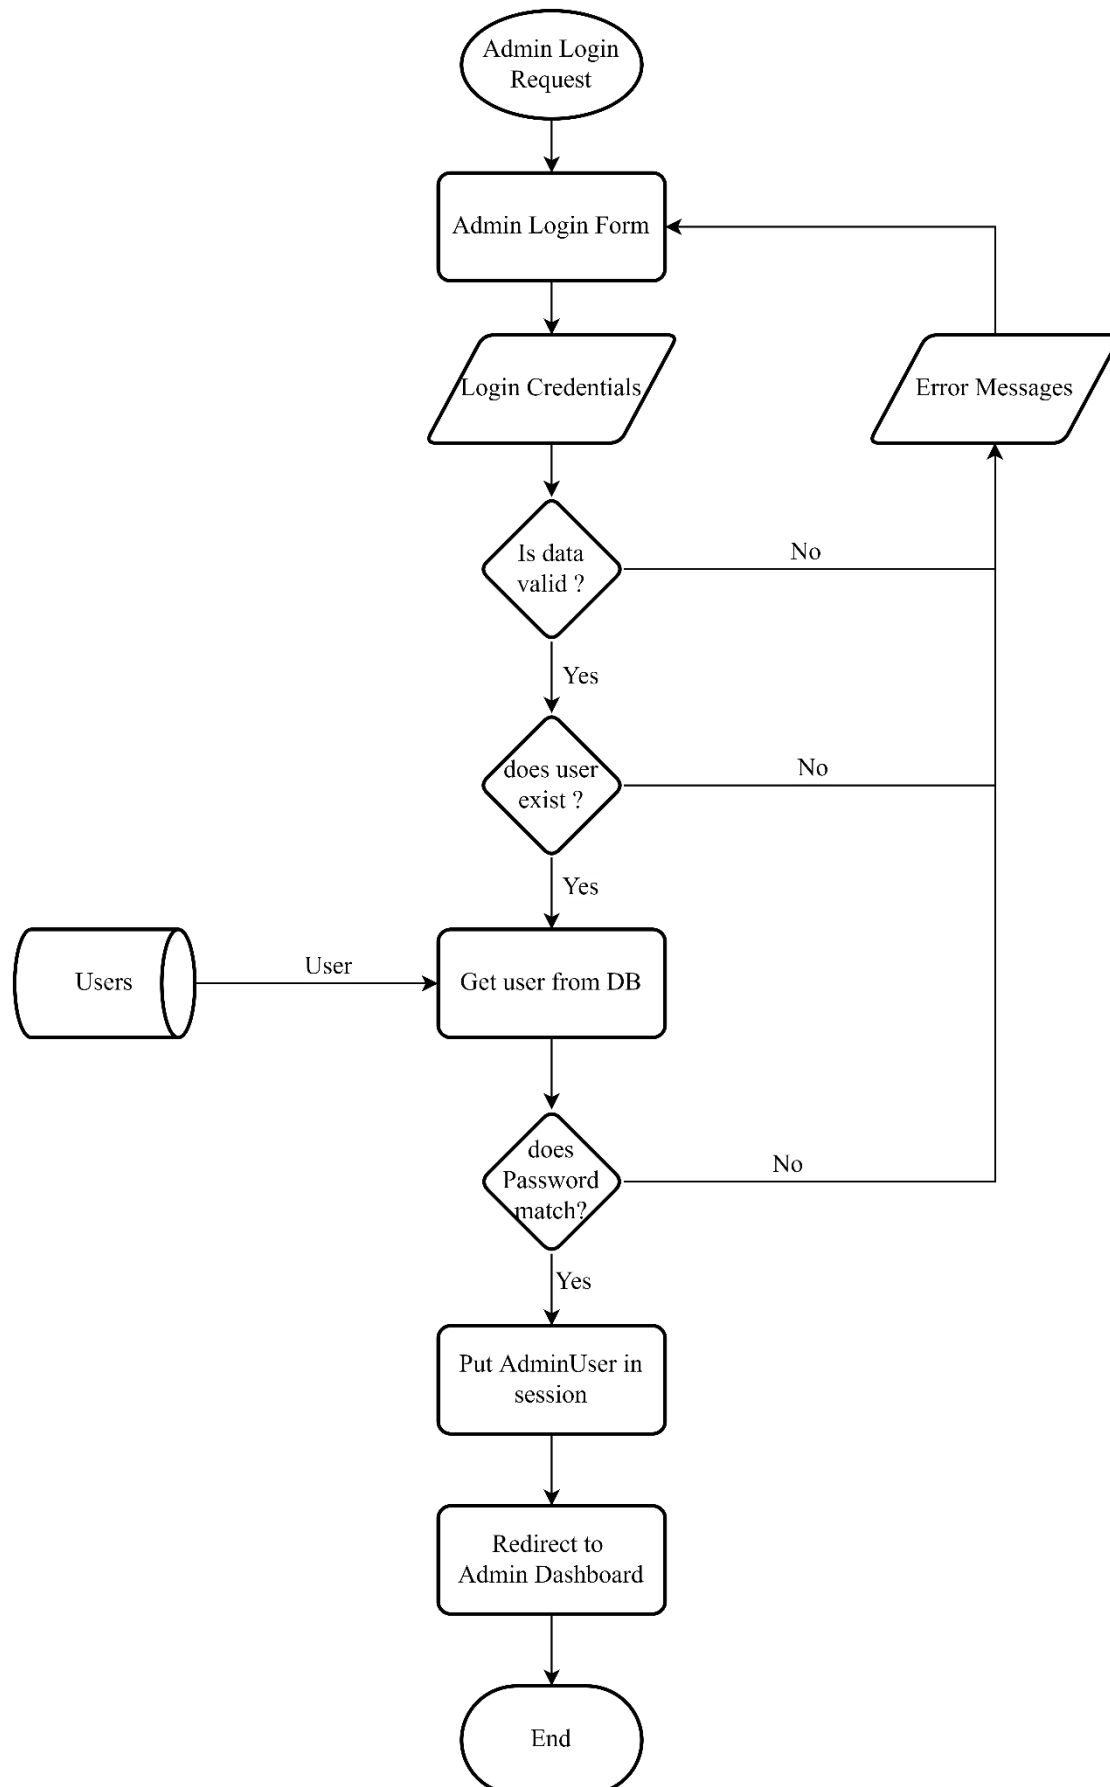 Admin Login
Request
Admin Login Form
Login Credentials
Error Messages
Is data
valid ?
No
Yes
does user
exist ?
No
Yes
Users
User
Get user from DB
does
Password
match?
No
Yes
Put AdminUser in
session
Redirect to
Admin Dashboard
End